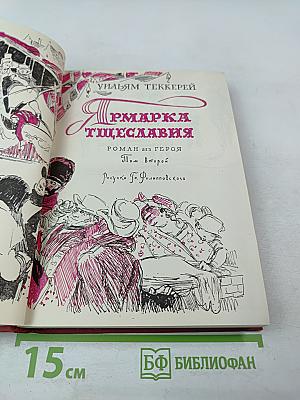 УИЛЬЯМ ТЕККЕРЕЙ
ЯРМАРКА
ТЩЕСЛАВИЯ
РОМАН БЕЗ ГЕРОЯ
Том второй
рисунки Г. Филипповского
15 см
БФ БИБЛИОФАН